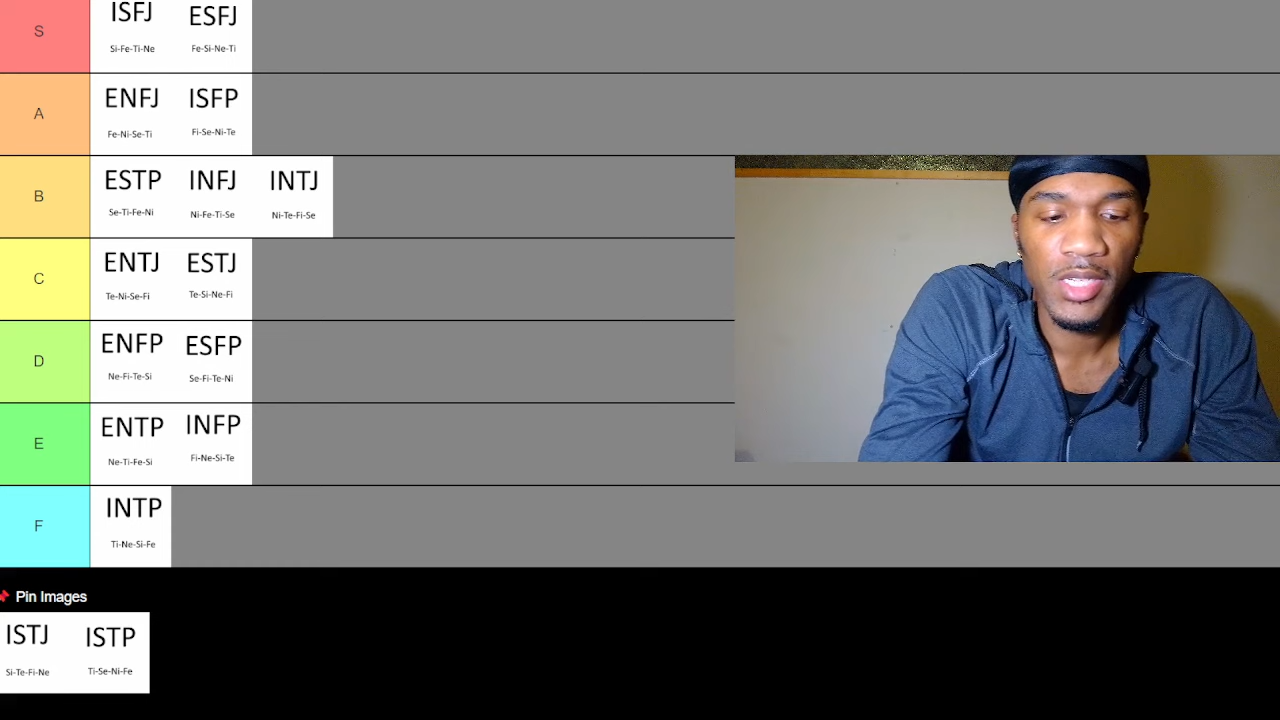 S
ISFJ
ESFJ
Si-Fe-Ti-Ne
Fe-Si-Ne-Ti
A
ENFJ
ISFP
Fe-Ni-Se-Ti
Fi-Se-Ni-Te
B
ESTP
INFJ
INTJ
Se-Ti-Fe-Ni
Ni-Fe-Ti-Se
Ni-Te-Fi-Se
C
ENTJ
ESTJ
Te-Ni-Se-Fi
Te-Si-Ne-Fi
D
ENFP
ESFP
Ne-Fi-Te-Si
Se-Fi-Te-Ni
E
ENTP
INFP
Ne-Ti-Fe-Si
Fi-Ne-Si-Te
F
INTP
Ti-Ne-Si-Fe
Pin Images
ISTJ
ISTP
Si-Te-Fi-Ne
Ti-Se-Ni-Fe